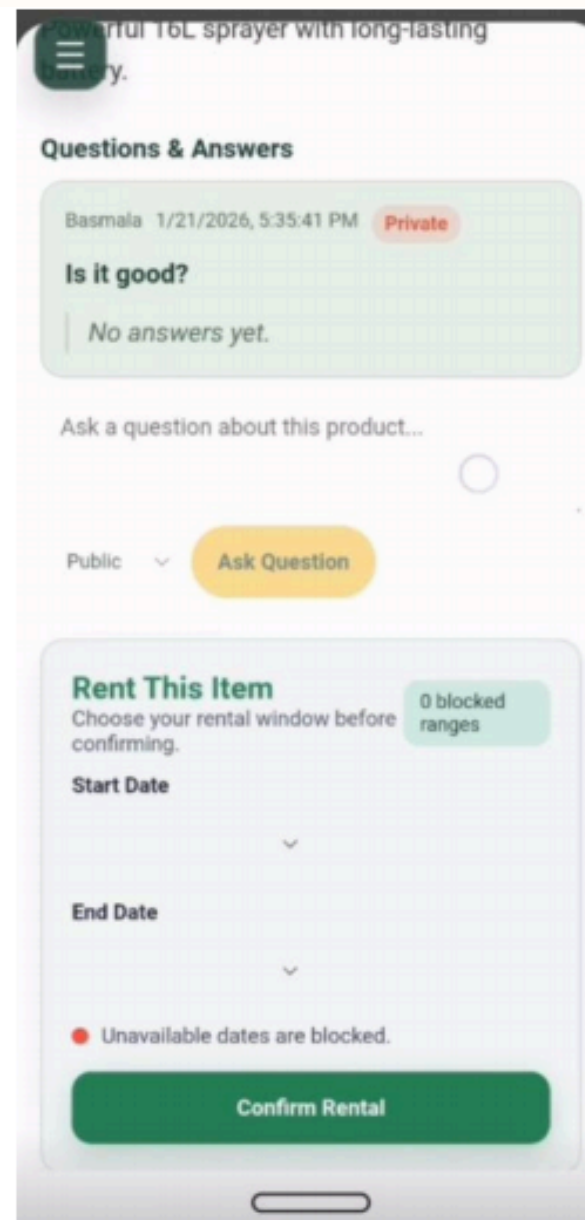 Powerful 16L sprayer with long-lasting
battery.
Questions & Answers
Basmala 1/21/2026, 5:35:41 PM Private
Is it good?
No answers yet.
Ask a question about this product...
Public Ask Question
Rent This Item
0 blocked
ranges
Choose your rental window before
confirming.
Start Date
End Date
Unavailable dates are blocked.
Confirm Rental